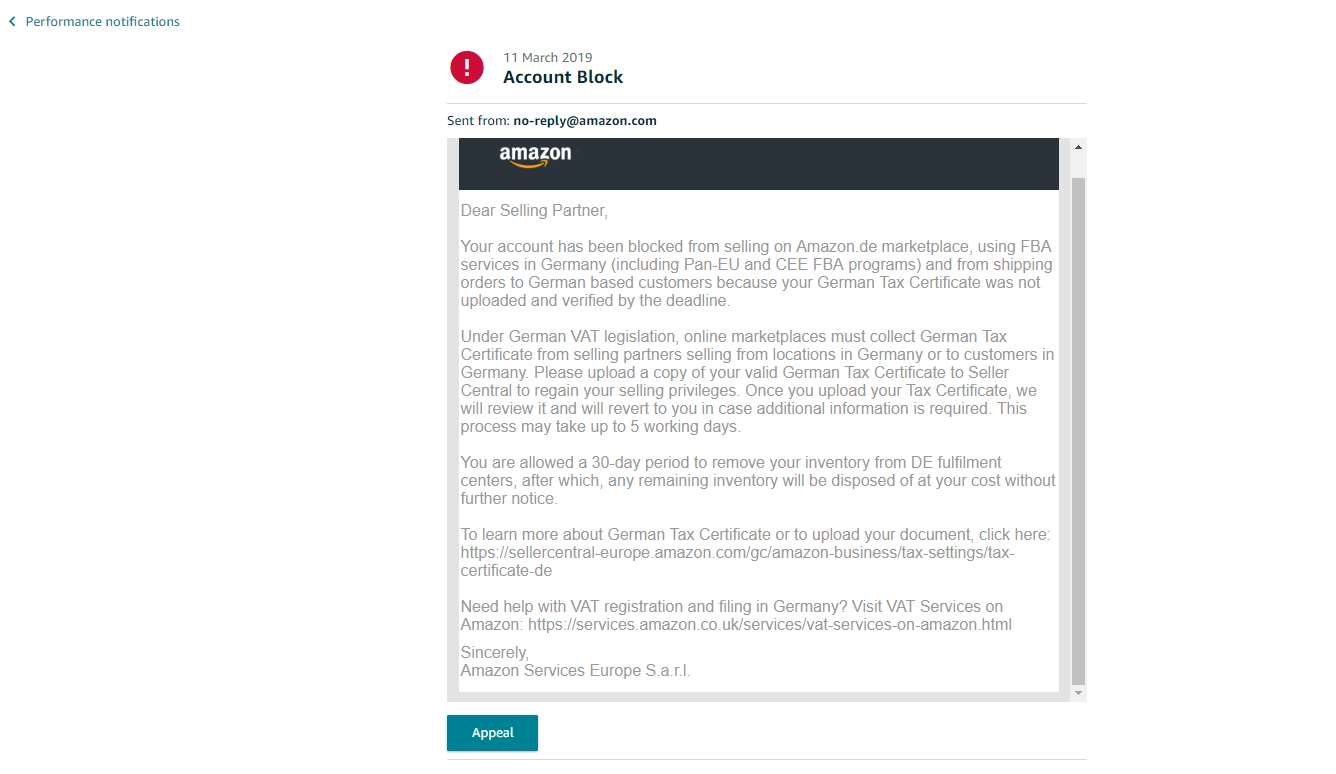 Performance notifications
11 March 2019
Account Block
Sent from: no-reply@amazon.com
amazon
Dear Selling Partner,
Your account has been blocked from selling on Amazon.de marketplace, using FBA
services in Germany (including Pan-EU and CEE FBA programs) and from shipping
orders to German based customers because your German Tax Certificate was not
uploaded and verified by the deadline.
Under German VAT legislation, online marketplaces must collect German Tax
Certificate from selling partners selling from locations in Germany or to customers in
Germany. Please upload a copy of your valid German Tax Certificate to Seller
Central to regain your selling privileges. Once you upload your Tax Certificate, we
will review it and will revert to you in case additional information is required. This
process may take up to 5 working days.
You are allowed a 30-day period to remove your inventory from DE fulfilment
centers, after which, any remaining inventory will be disposed of at your cost without
further notice.
To learn more about German Tax Certificate or to upload your document, click here:
https://sellercentral-europe.amazon.com/gc/amazon-business/tax-settings/tax-
certificate-de
Need help with VAT registration and filing in Germany? Visit VAT Services on
Amazon: https://services.amazon.co.uk/services/vat-services-on-amazon.html
Sincerely,
Amazon Services Europe S.a.r.l.
Appeal